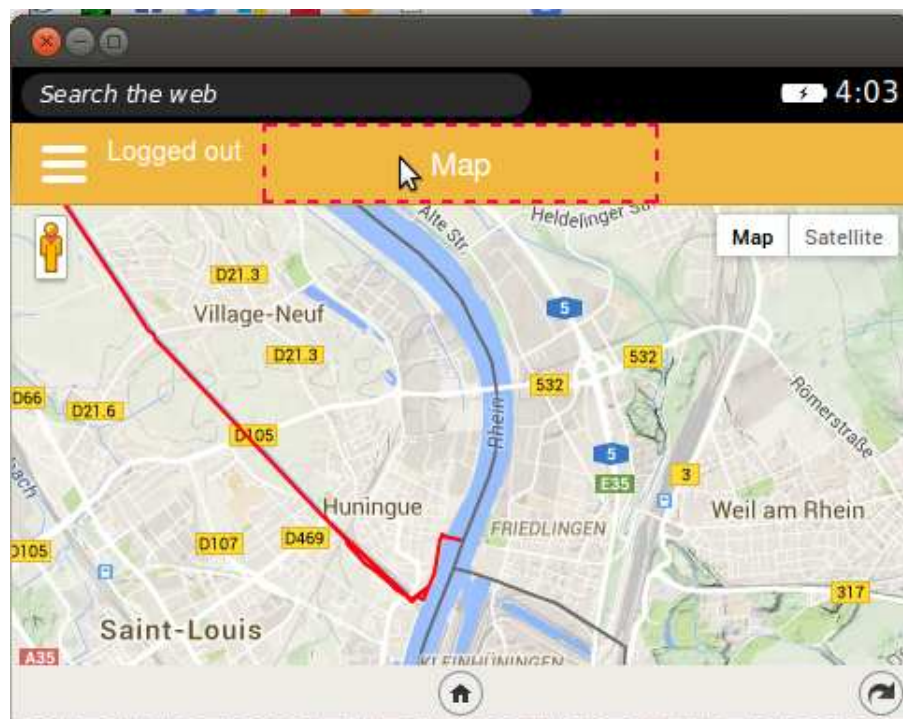 Search the web
4:03
Logged out
Map
Alte Str.
Heldelinger Str
Map
Satellite
D21.3
Village-Neuf
5
D21.3
532
D66
D21.6
532
Römerstraße
D105
Rhein
5
3
E35
Huningue
Weil am Rhein
FRIEDLINGEN
D105
D107
D469
317
Saint-Louis
A35
KLEINHÜNINGEN